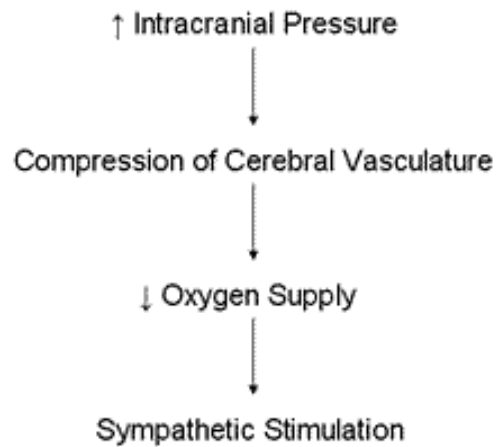 ↑ Intracranial Pressure
Compression of Cerebral Vasculature
↓ Oxygen Supply
Sympathetic Stimulation